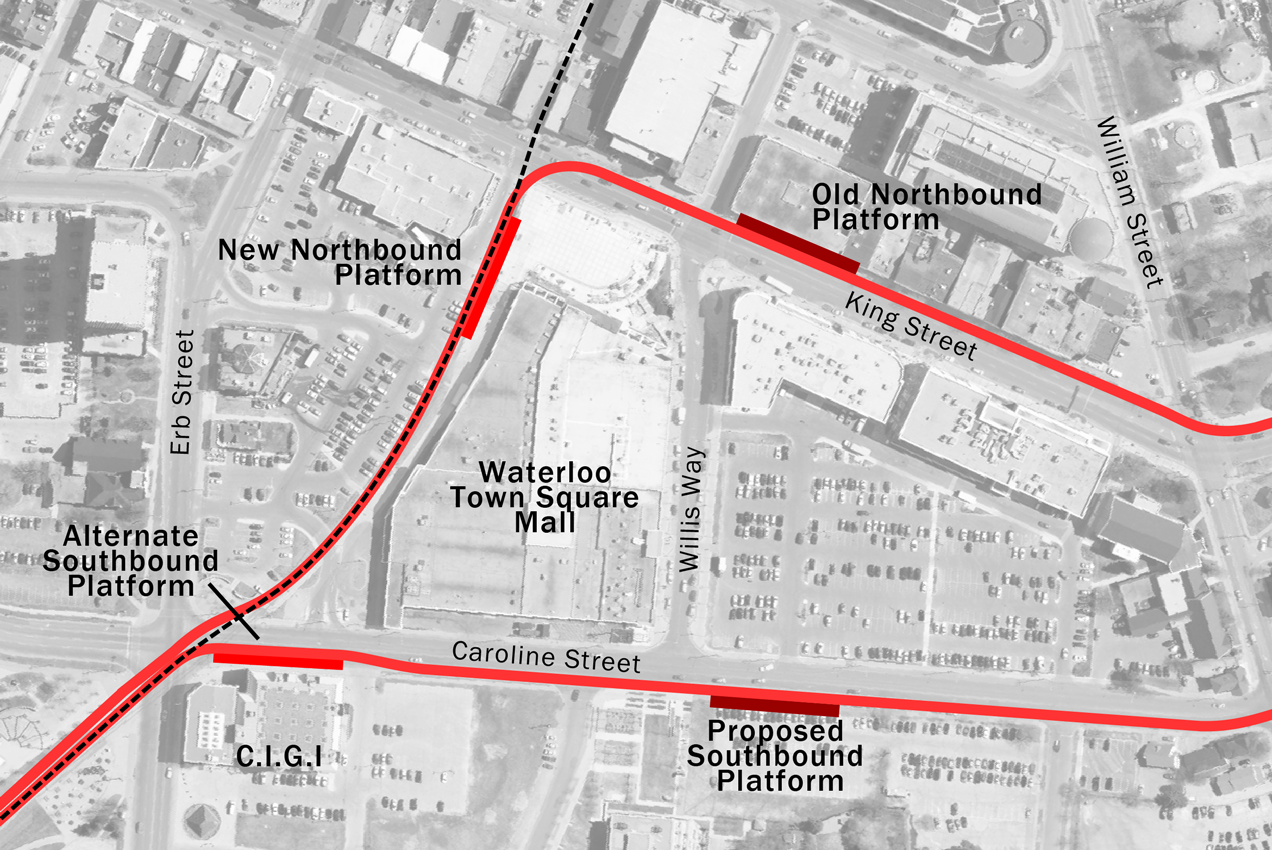 William Street
Old Northbound
Platform
New Northbound
Platform
King Street
Erb Street
Waterloo
Town Square
Mall
Willis Way
Alternate
Southbound
Platform
Caroline Street
Proposed
Southbound
Platform
C.I.G.I